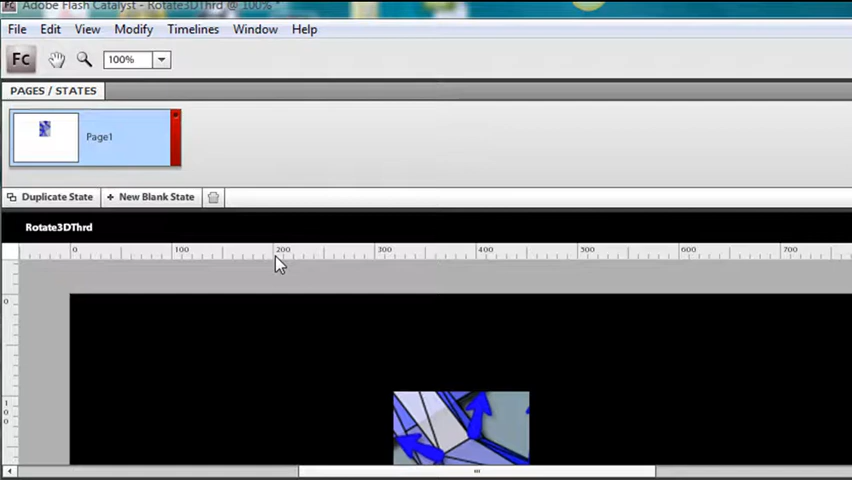 Adobe Flash Catalyst - Rotate3DThrd @ 100% *
File Edit View Modify Timelines Window Help
Fc 100%
PAGES / STATES
Page1
Duplicate State + New Blank State
Rotate3DThrd
0 100 200 300 400 500 600 700
0
100